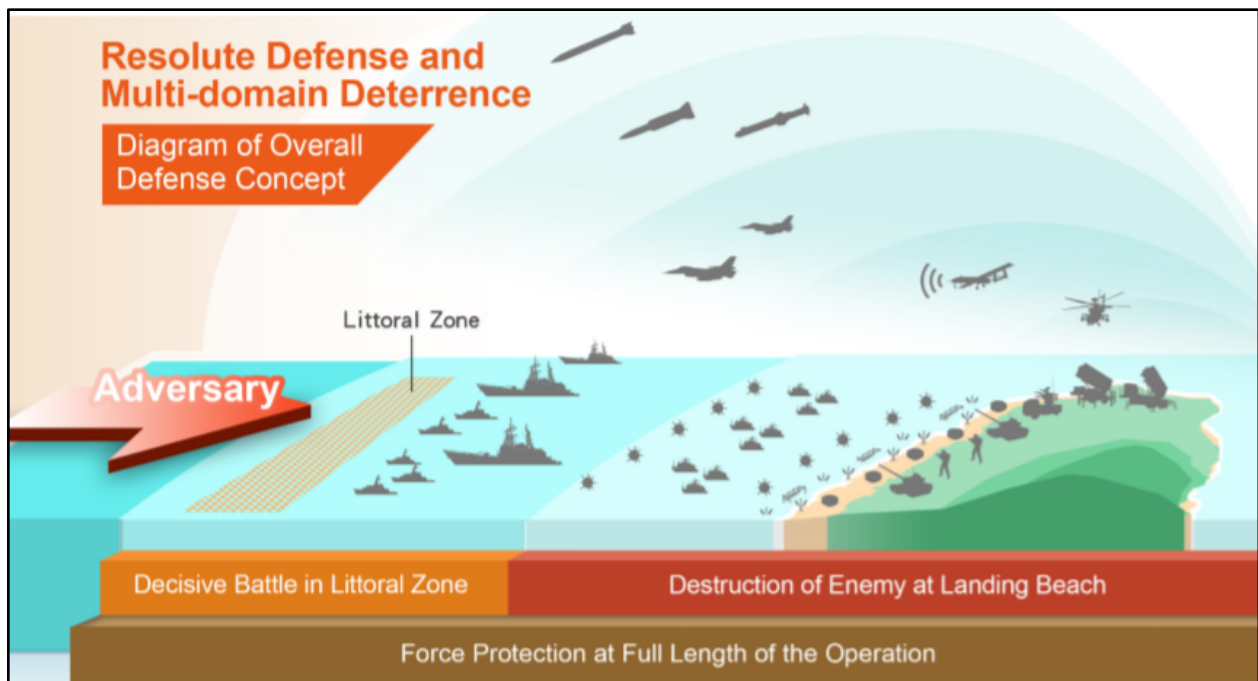 Resolute Defense and
Multi-domain Deterrence
Diagram of Overall
Defense Concept
Littoral Zone
Adversary
Decisive Battle in Littoral Zone
Destruction of Enemy at Landing Beach
Force Protection at Full Length of the Operation